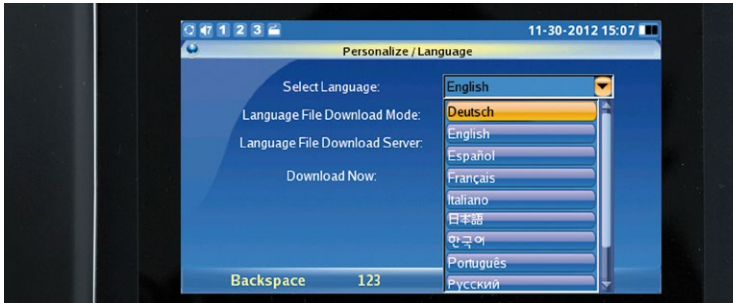 1 2 3
11-30-2012 15:07
Personalize / Language
Select Language:
English
Language File Download Mode:
Language File Download Server:
Download Now:
Deutsch
English
Español
Français
Italiano
日本語
한국어
Português
Русский
Backspace 123